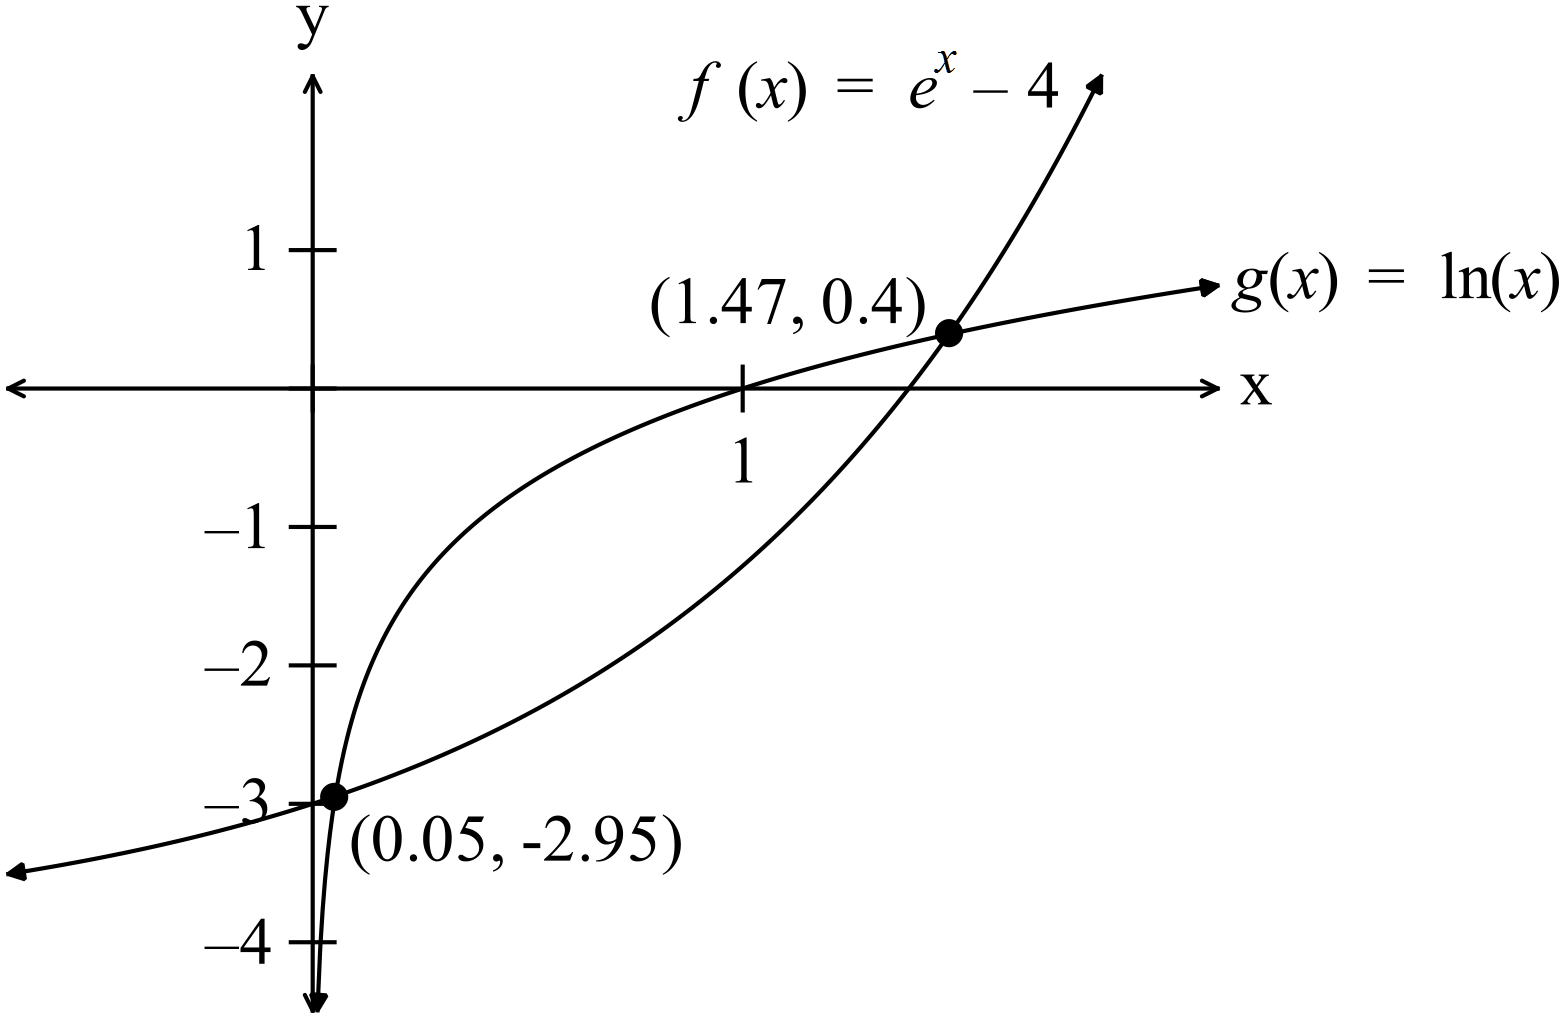 y
f (x) = e^x – 4
1
g(x) = ln(x)
(1.47, 0.4)
x
1
–1
–2
–3
(0.05, -2.95)
–4